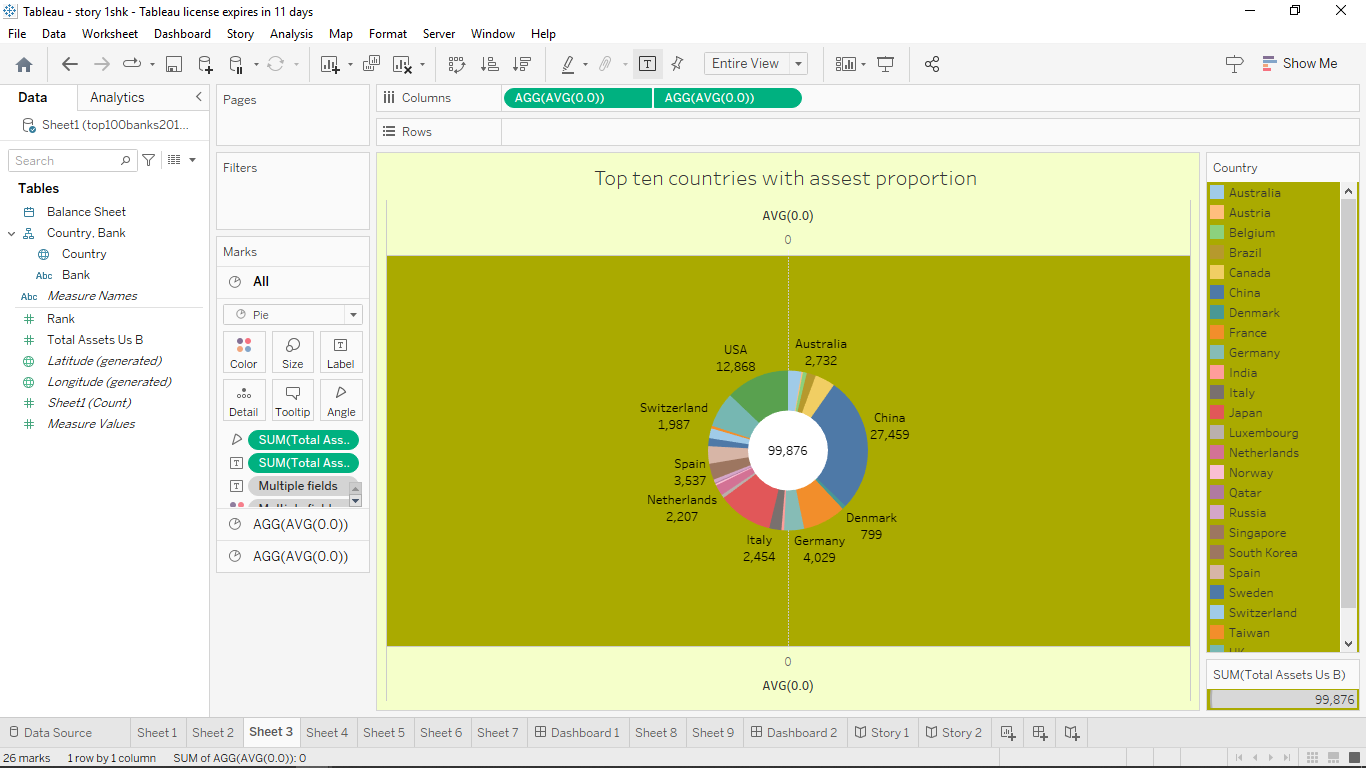 Tableau - story 1shk - Tableau license expires in 11 days
File Data Worksheet Dashboard Story Analysis Map Format Server Window Help
Entire View
Show Me
Data Analytics
Sheet1 (top100banks201...
Search
Tables
Balance Sheet
Country, Bank
Country
Abc Bank
Abc Measure Names
Rank
Total Assets Us B
Latitude (generated)
Longitude (generated)
Sheet1 (Count)
Measure Values
Pages
Filters
Marks
All
Pie
Color Size Label
Detail Tooltip Angle
SUM(Total Ass..
SUM(Total Ass..
Multiple fields
AGG(AVG(0.0))
AGG(AVG(0.0))
Columns AGG(AVG(0.0)) AGG(AVG(0.0))
Rows
Top ten countries with assest proportion
AVG(0.0)
0
USA
12,868
Australia
2,732
China
27,459
Switzerland
1,987
99,876
Spain
3,537
Netherlands
2,207
Denmark
799
Italy
2,454
Germany
4,029
0
AVG(0.0)
Country
Australia
Austria
Belgium
Brazil
Canada
China
Denmark
France
Germany
India
Italy
Japan
Luxembourg
Netherlands
Norway
Qatar
Russia
Singapore
South Korea
Spain
Sweden
Switzerland
Taiwan
SUM(Total Assets Us B)
99,876
Data Source Sheet 1 Sheet 2 Sheet 3 Sheet 4 Sheet 5 Sheet 6 Sheet 7 Dashboard 1 Sheet 8 Sheet 9 Dashboard 2 Story 1 Story 2
26 marks 1 row by 1 column SUM of AGG(AVG(0.0)): 0